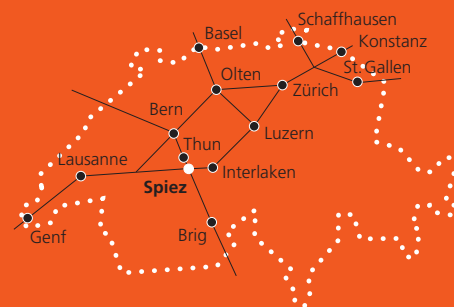 Schaffhausen
Basel
Konstanz
St. Gallen
Olten
Zürich
Bern
Luzern
Thun
Lausanne
Interlaken
Spiez
Genf
Brig